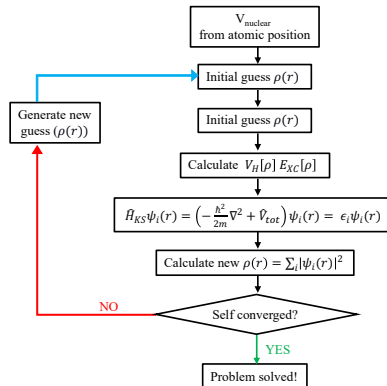 V_nuclear
from atomic position
Initial guess ρ(r)
Generate new
guess (ρ(r))
Initial guess ρ(r)
Calculate V_H[ρ] E_XC[ρ]
Ĥ_KS ψ_i(r) = (−ℏ²/2m ∇² + V̂_tot) ψ_i(r) = ϵ_i ψ_i(r)
Calculate new ρ(r) = ∑_i|ψ_i(r)|²
NO
Self converged?
YES
Problem solved!